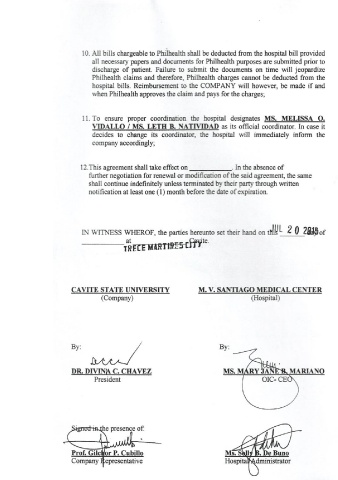 10. All bills chargeable to Philhealth shall be deducted from the hospital bill provided
all necessary papers and documents for Philhealth purposes are submitted prior to
discharge of patient. Failure to submit the documents on time will jeopardize
Philhealth claims and therefore, Philhealth charges cannot be deducted from the
hospital bills. Reimbursement to the COMPANY will however, be made if and
when Philhealth approves the claim and pays for the charges;
11. To ensure proper coordination the hospital designates MS. MELISSA O.
VIDALLO / MS. LETH B. NATIVIDAD as its official coordinator. In case it
decides to change its coordinator, the hospital will immediately inform the
company accordingly;
12. This agreement shall take effect on ____________. In the absence of
further negotiation for renewal or modification of the said agreement, the same
shall continue indefinitely unless terminated by their party through written
notification at least one (1) month before the date of expiration.
IN WITNESS WHEROF, the parties hereunto set their hand on this JUL 20 of
____________ at TRECE MARTIRES CITY Cavite.
CAVITE STATE UNIVERSITY M. V. SANTIAGO MEDICAL CENTER
(Company) (Hospital)
By: By:
DR. DIVINA C. CHAVEZ MS. MARY JANE B. MARIANO
President OIC- CEO
Signed in the presence of:
Prof. Gilchor P. Cubillo Ms. Sally B. De Buno
Company Representative Hospital Administrator